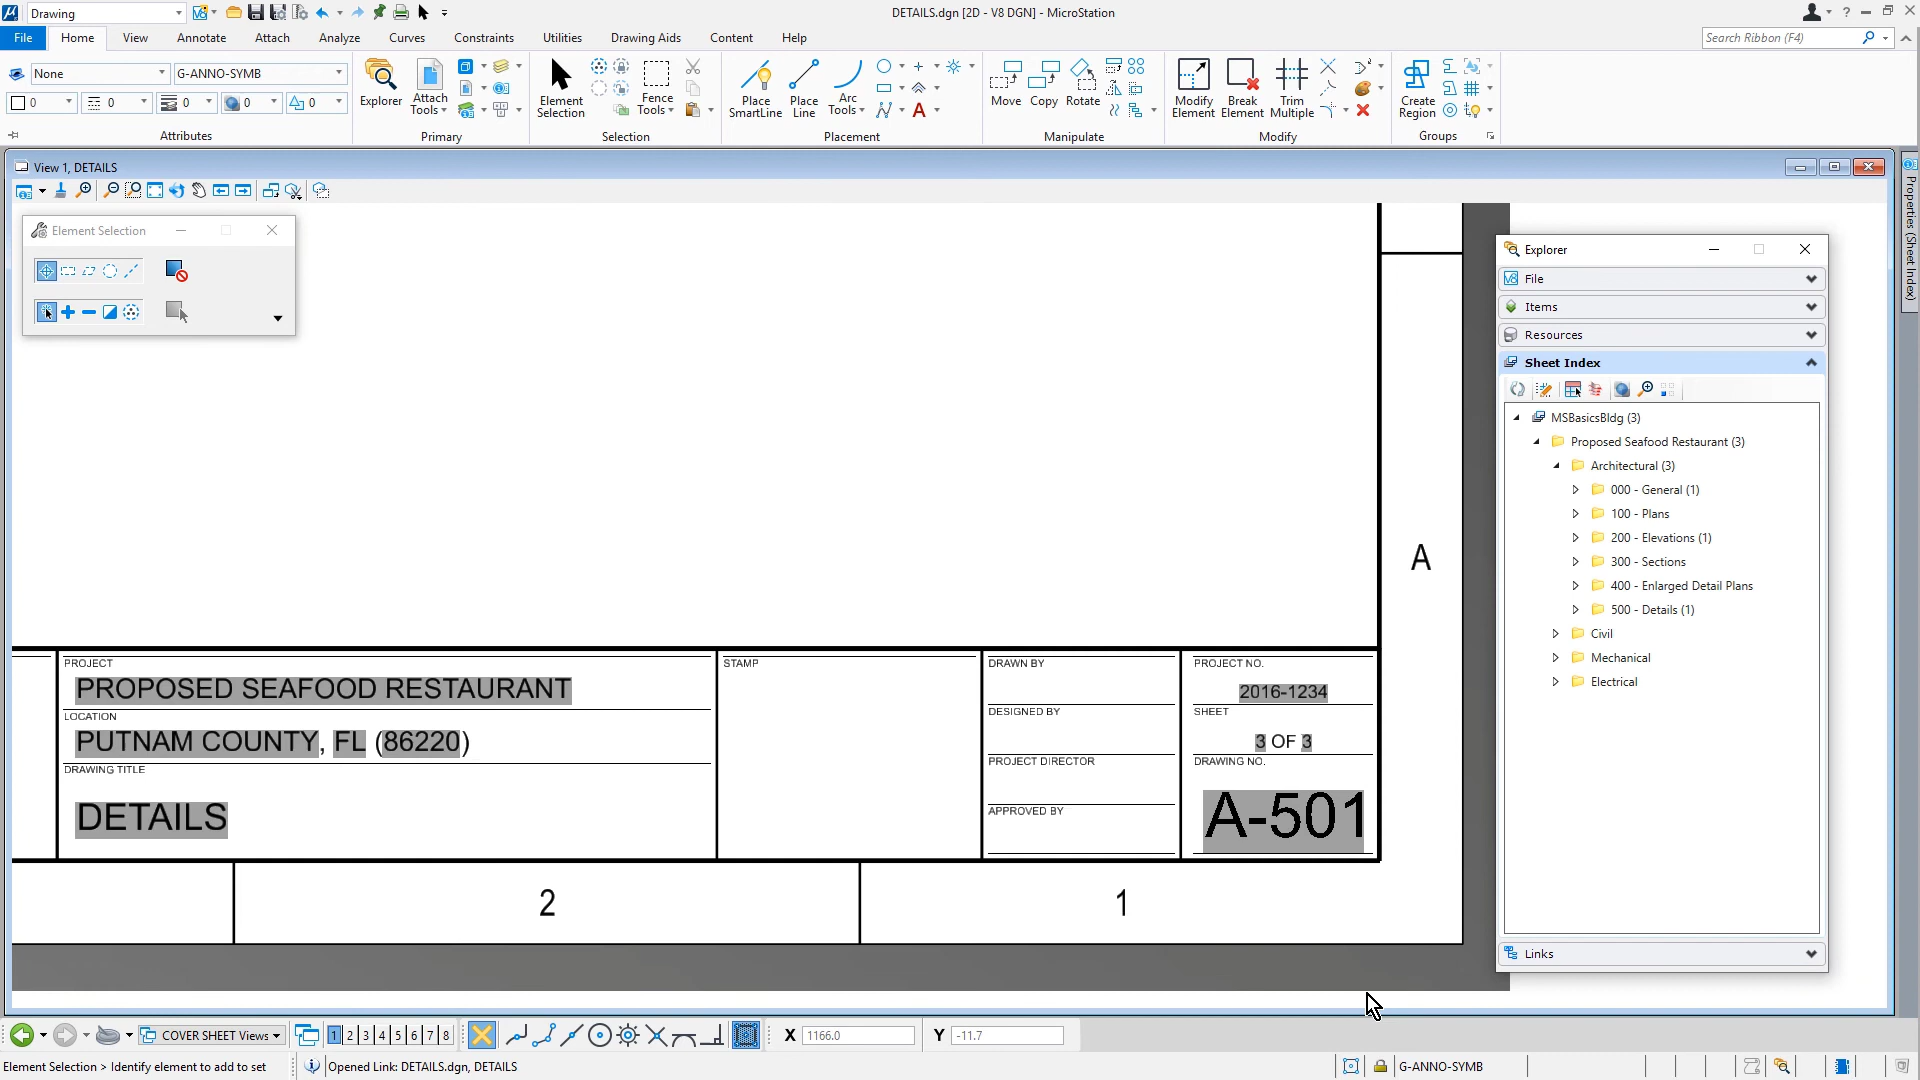 Drawing
DETAILS.dgn [2D - V8 DGN] - MicroStation
File Home View Annotate Attach Analyze Curves Constraints Utilities Drawing Aids Content Help
Search Ribbon (F4)
None G-ANNO-SYMB
0 0 0 0 0
Explorer Attach Tools Element Selection Fence Tools Place SmartLine Place Line Arc Tools Move Copy Rotate Modify Element Break Element Trim Multiple Create Region
Attributes Primary Selection Placement Manipulate Modify Groups
View 1, DETAILS
Properties (Sheet Index)
Element Selection
Explorer
File
Items
Resources
Sheet Index
MSBasicsBldg (3)
Proposed Seafood Restaurant (3)
Architectural (3)
000 - General (1)
100 - Plans
200 - Elevations (1)
300 - Sections
400 - Enlarged Detail Plans
500 - Details (1)
Civil
Mechanical
Electrical
Links
A
PROJECT
PROPOSED SEAFOOD RESTAURANT
LOCATION
PUTNAM COUNTY, FL (86220)
DRAWING TITLE
DETAILS
STAMP
DRAWN BY
DESIGNED BY
PROJECT DIRECTOR
APPROVED BY
PROJECT NO.
2016-1234
SHEET
3 OF 3
DRAWING NO.
A-501
2 1
COVER SHEET Views 1 2 3 4 5 6 7 8 X 1166.0 Y -11.7
Element Selection > Identify element to add to set Opened Link: DETAILS.dgn, DETAILS G-ANNO-SYMB